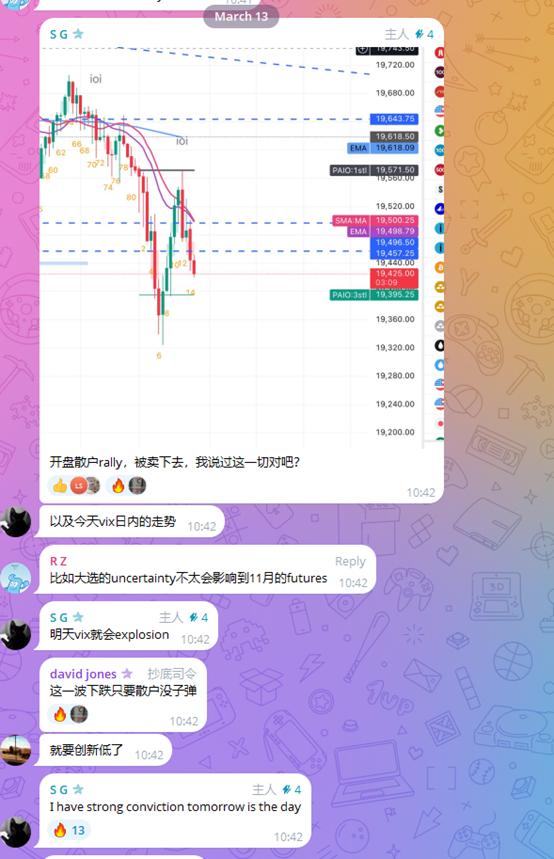 March 13
S G
主人 4
19,743.50
19,720.00
ioi
19,680.00
19,643.75
19,618.50
ioi
EMA 19,618.09
62 66 68
60 70 72 78
58 74 76
80
PAIO:1stl 19,571.50
19,560.00
19,520.00
SMA:MA 19,500.25
EMA 19,498.79
19,496.50
19,457.25
19,440.00
2
4
10 12
19,425.00
03:09
14
PAIO:3stl 19,395.25
8
19,360.00
6
19,320.00
19,280.00
19,240.00
19,200.00
开盘散户rally，被卖下去，我说过这一切对吧？
LS
10:42
以及今天vix日内的走势 10:42
R Z
Reply
比如大选的uncertainty不太会影响到11月的futures 10:42
S G
主人 4
明天vix就会explosion 10:42
david jones
抄底司令
这一波下跌只要散户没子弹
10:42
就要创新低了 10:42
S G
主人 4
I have strong conviction tomorrow is the day
13
10:42